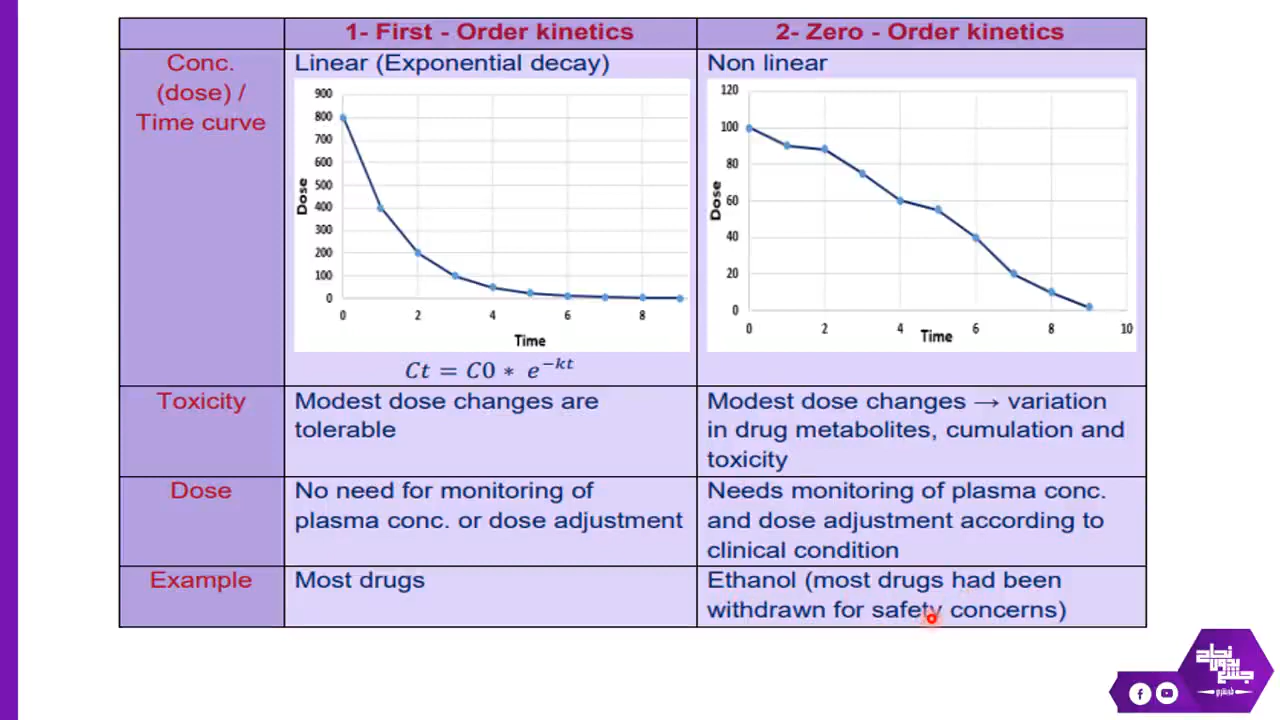 1- First - Order kinetics
2- Zero - Order kinetics
Conc.
(dose) /
Time curve
Linear (Exponential decay)
900
800
700
600
500
400
300
200
100
0
Dose
0
2
4
6
8
Time
Ct = C0 * e^{-kt}
Non linear
120
100
80
60
40
20
0
Dose
0
2
4
6
8
10
Time
Toxicity
Modest dose changes are
tolerable
Modest dose changes → variation
in drug metabolites, cumulation and
toxicity
Dose
No need for monitoring of
plasma conc. or dose adjustment
Needs monitoring of plasma conc.
and dose adjustment according to
clinical condition
Example
Most drugs
Ethanol (most drugs had been
withdrawn for safety concerns)